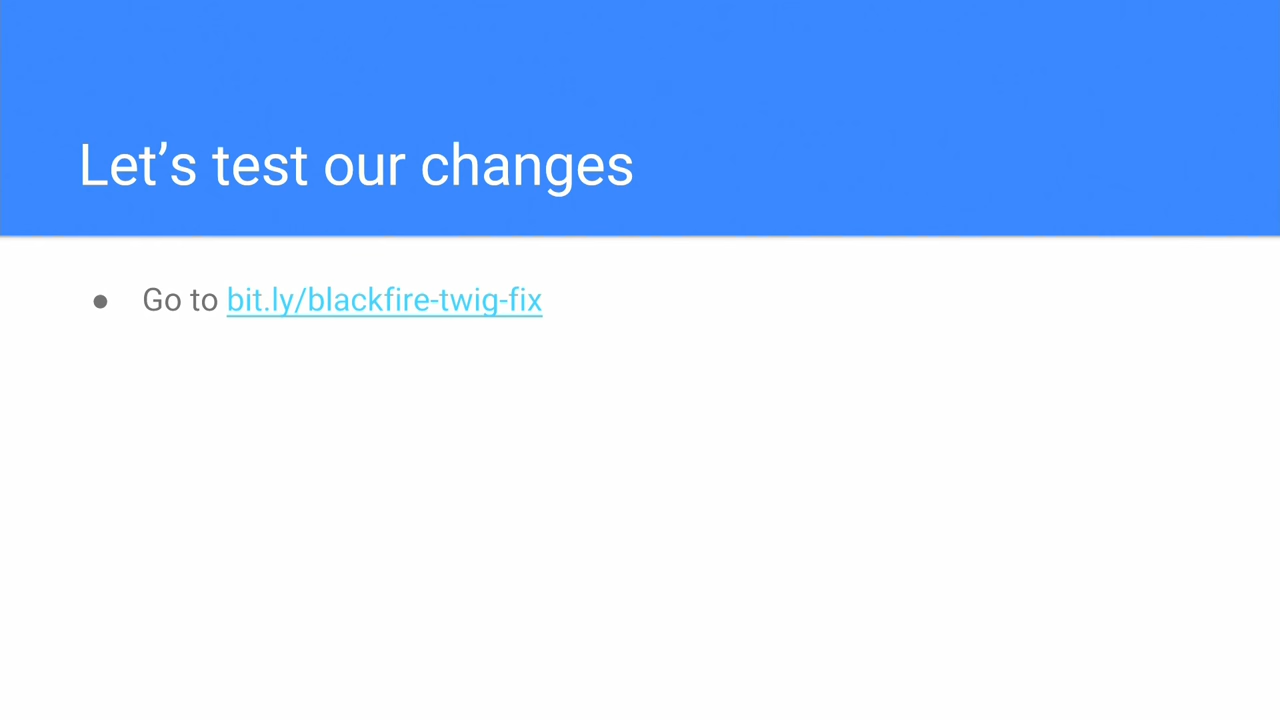 Let’s test our changes
● Go to bit.ly/blackfire-twig-fix